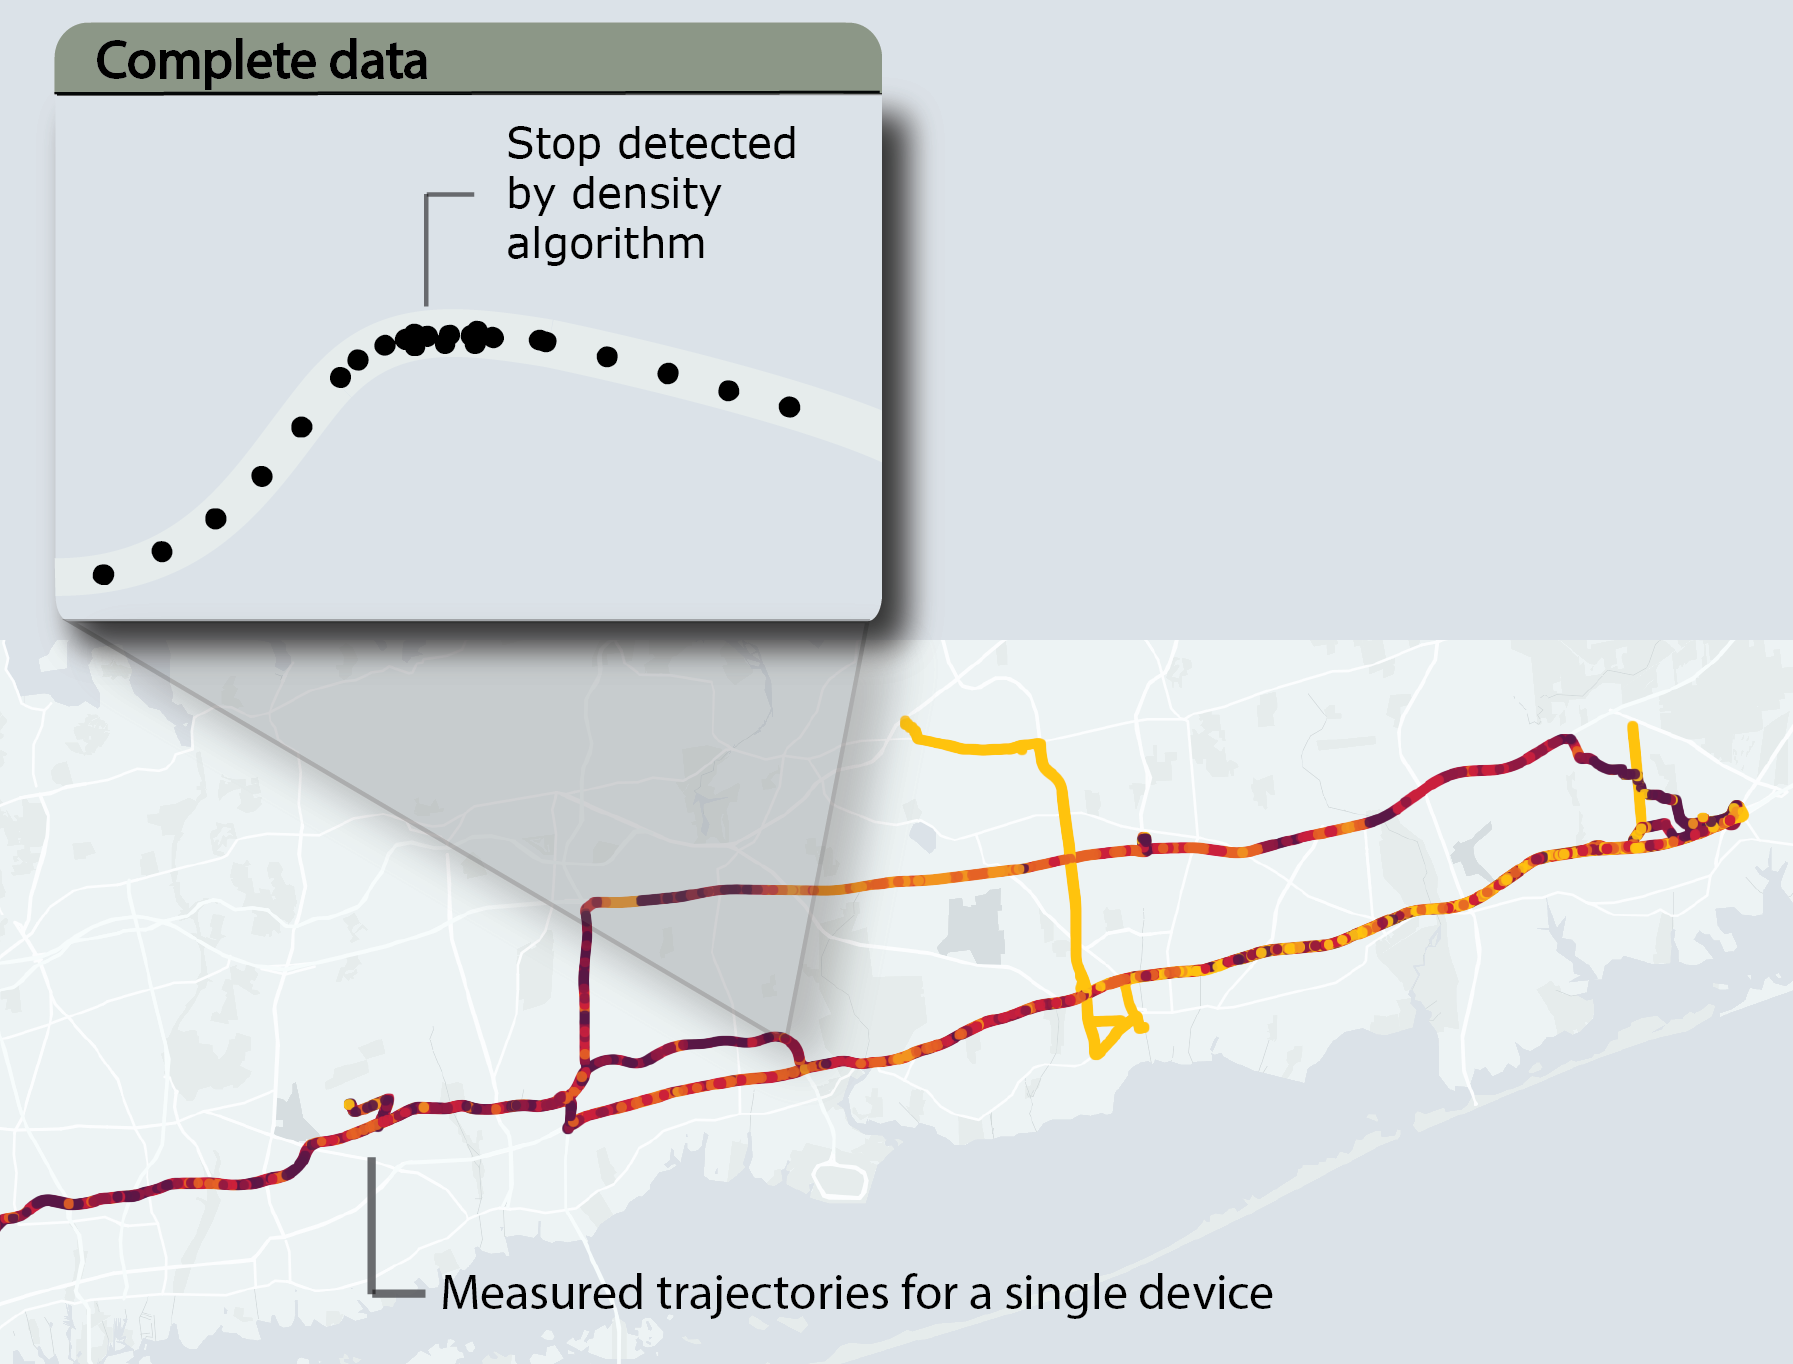 Complete data
Stop detected
by density
algorithm
Measured trajectories for a single device